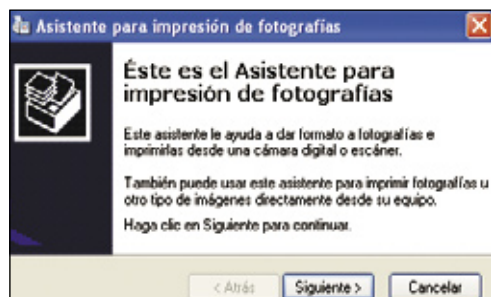 Asistente para impresión de fotografías
Éste es el Asistente para
impresión de fotografías
Este asistente le ayuda a dar formato a fotografías e
imprimirlas desde una cámara digital o escáner.
También puede usar este asistente para imprimir fotografías u
otro tipo de imágenes directamente desde su equipo.
Haga clic en Siguiente para continuar.
< Atrás Siguiente > Cancelar